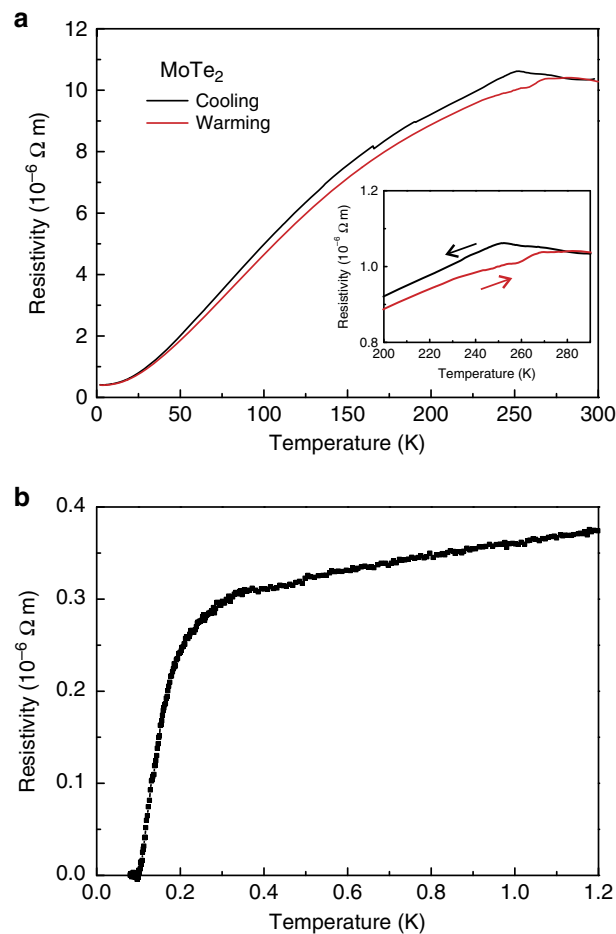 a
12
10
8
6
4
2
0
Resistivity (10⁻⁶ Ω m)
MoTe₂
Cooling
Warming
1.2
1.0
0.8
Resistivity (10⁻⁶ Ω m)
200 220 240 260 280
Temperature (K)
0 50 100 150 200 250 300
Temperature (K)
b
0.4
0.3
0.2
0.1
0.0
Resistivity (10⁻⁶ Ω m)
0.0 0.2 0.4 0.6 0.8 1.0 1.2
Temperature (K)